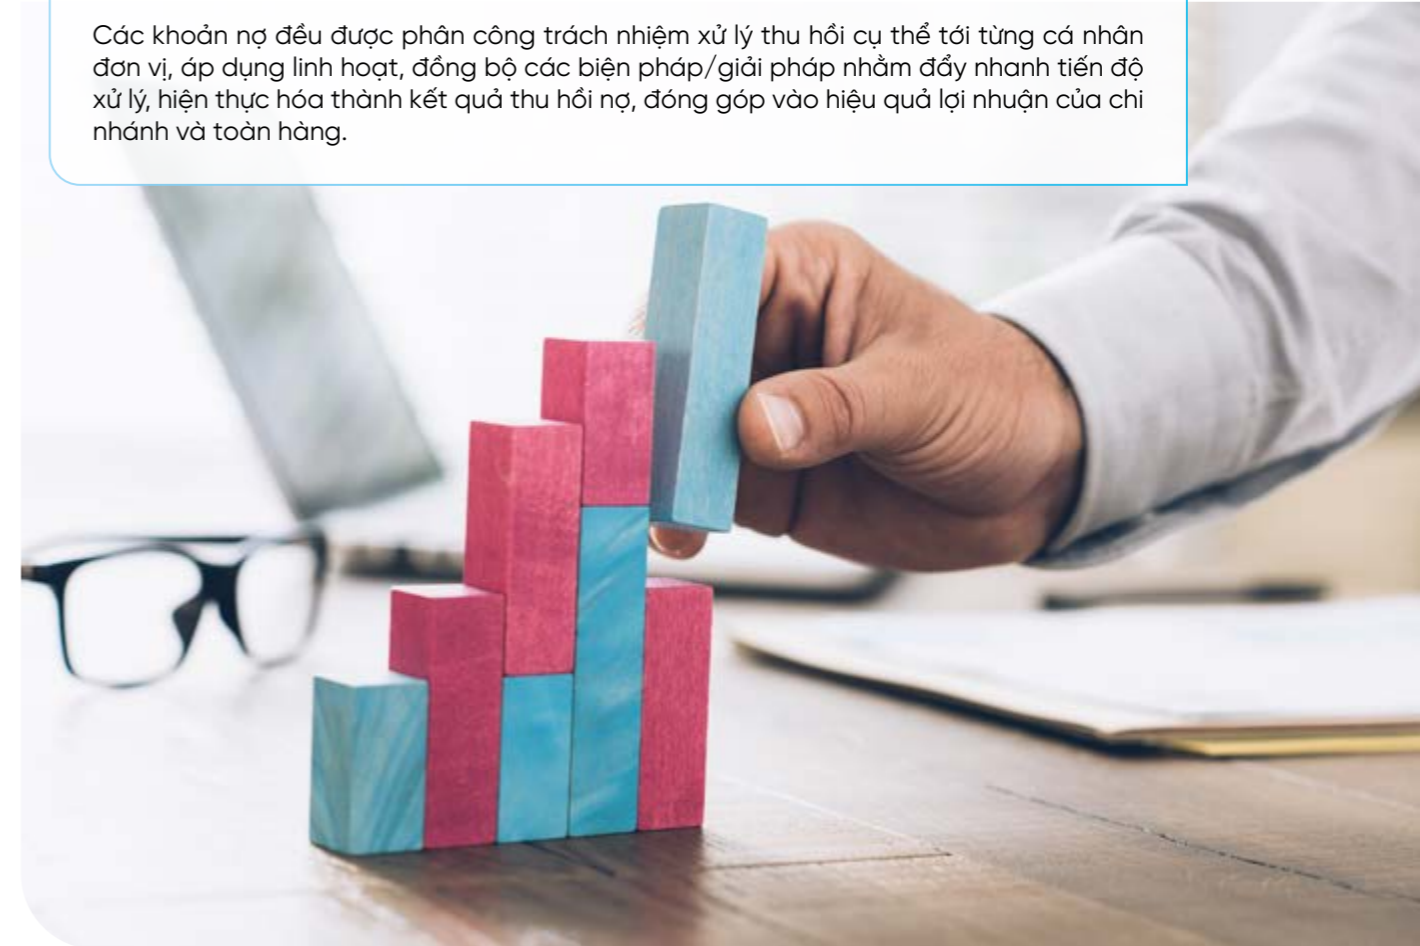 Các khoản nợ đều được phân công trách nhiệm xử lý thu hồi cụ thể tới từng cá nhân
đơn vị, áp dụng linh hoạt, đồng bộ các biện pháp/giải pháp nhằm đẩy nhanh tiến độ
xử lý, hiện thực hóa thành kết quả thu hồi nợ, đóng góp vào hiệu quả lợi nhuận của chi
nhánh và toàn hàng.